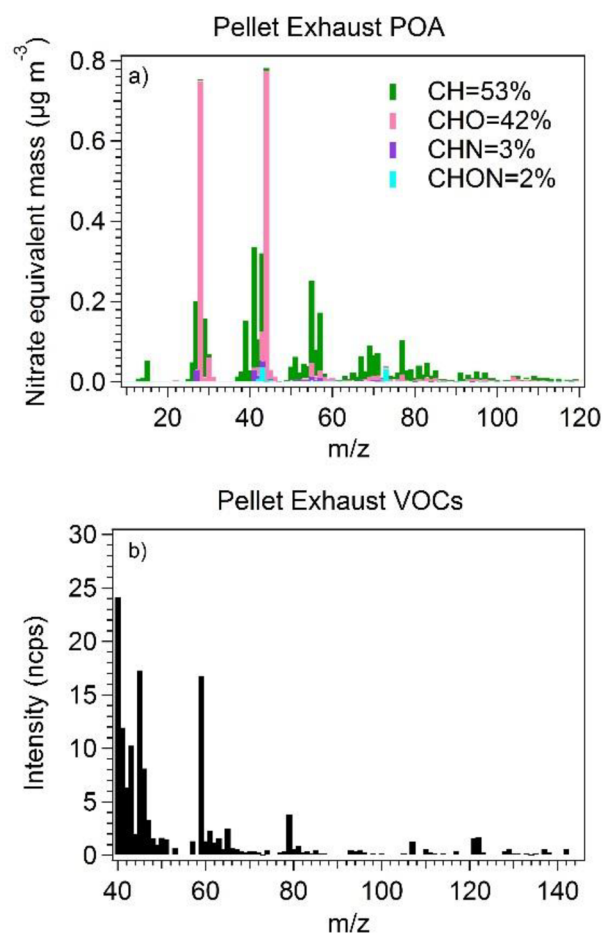 Pellet Exhaust POA
a)
CH=53%
CHO=42%
CHN=3%
CHON=2%
Nitrate equivalent mass (µg m⁻³)
0.8
0.6
0.4
0.2
0.0
20 40 60 80 100 120
m/z
Pellet Exhaust VOCs
b)
Intensity (ncps)
30
25
20
15
10
5
0
40 60 80 100 120 140
m/z